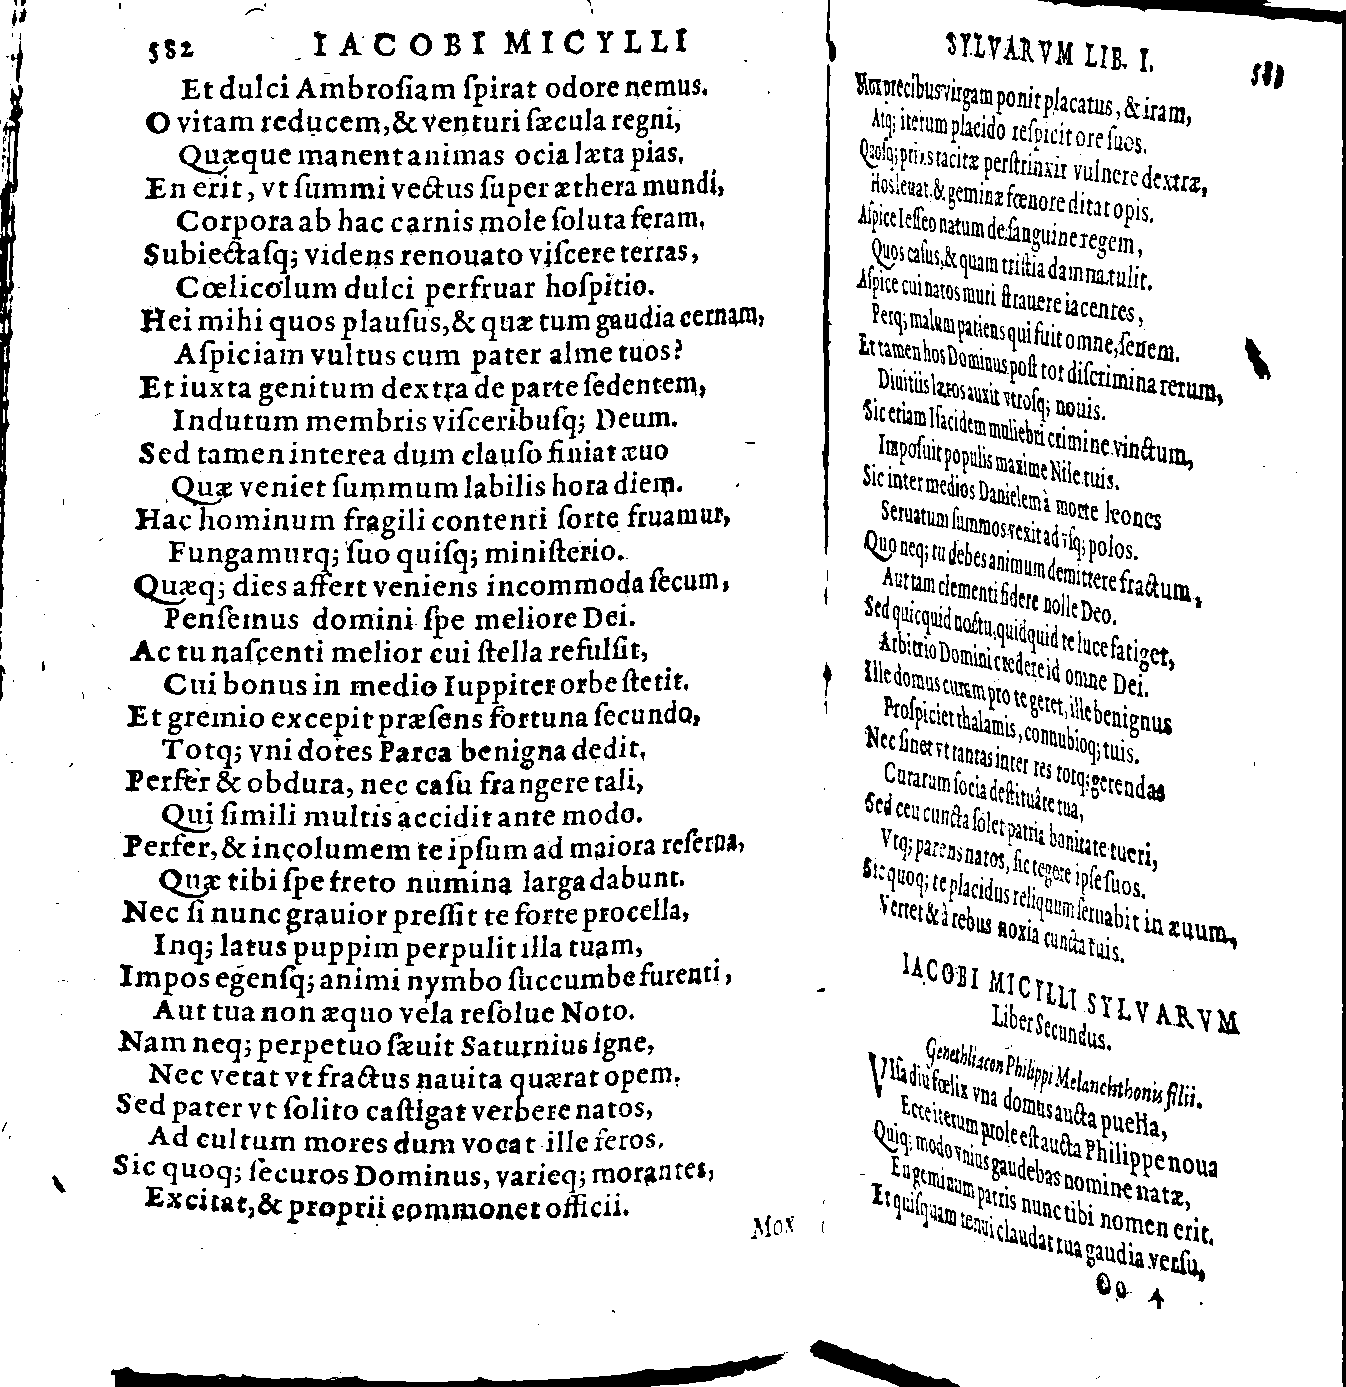 582 IACOBI MICYLLI
Et dulci Ambrosiam ſpirat odore nemus.
O vitam reducem,& venturi ſæcula regni,
Quæque manent animas ocia læta pias.
En erit, vt ſummi vectus ſuper æthera mundi,
Corpora ab hac carnis mole ſoluta feram.
Subiectaſq; videns renouato viſcere terras,
Cœlicolum dulci perfruar hoſpitio.
Hei mihi quos plauſus,& quæ tum gaudia cernam,
Aſpiciam vultus cum pater alme tuos?
Et iuxta genitum dextra de parte ſedentem,
Indutum membris viſceribuſq; Deum.
Sed tamen interea dum clauſo finiat æuo
Quæ veniet ſummum labilis hora diem.
Hac hominum fragili contenti ſorte fruamur,
Fungamurq; ſuo quiſq; miniſterio.
Quæq; dies affert veniens incommoda ſecum,
Penſemus domini ſpe meliore Dei.
Ac tu naſcenti melior cui ſtella refulſit,
Cui bonus in medio Iuppiter orbe ſtetit.
Et gremio excepit præſens fortuna ſecundo,
Totq; vni dotes Parca benigna dedit,
Perfer & obdura, nec caſu frangere tali,
Qui ſimili multis accidit ante modo.
Perfer,& incolumem te ipſum ad maiora reſerua,
Quæ tibi ſpe freto numina larga dabunt.
Nec ſi nunc grauior preſſit te forte procella,
Inq; latus puppim perpulit illa tuam,
Impos egenſq; animi nymbo ſuccumbe furenti,
Aut tua non æquo vela reſolue Noto.
Nam neq; perpetuo ſæuit Saturnius igne,
Nec vetat vt fractus nauita quærat opem.
Sed pater vt ſolito caſtigat verbere natos,
Ad cultum mores dum vocat ille feros.
Sic quoq; ſecuros Dominus, varieq; morantes,
Excitat,& proprii commonet officii.
Mox
SYLVARVM LIB. I. 583
Mox precibus virgam ponit placatus, & iram,
Atq; iterum placido reſpicit ore ſuos.
Quoſq; prius tacitæ perſtrinxit vulnere dextræ,
Hos leuat,& geminæ fœnore ditat opis.
Aſpice Ieſſeo natum de ſanguine regem,
Quos caſus,& quam triſtia damna tulit.
Aſpice cui natos muri ſtrauere iacentes,
Perq; malum patiens qui fuit omne, ſenem.
Et tamen hos Dominus poſt tot diſcrimina rerum,
Diuitiis lætos auxit vtroſq; nouis.
Sic etiam Iſacidem muliebri crimine vinctum,
Impoſuit populis maxime Nile tuis.
Sic inter medios Danielem à morte leones
Seruatum ſummos vexit ad vſq; polos.
Quo neq; tu debes animum demittere fractum,
Aut tam clementi fidere nolle Deo.
Sed quicquid noctu, quidquid te luce fatiget,
Arbitrio Domini credere id omne Dei.
Ille domus curam pro te geret, ille benignus
Proſpiciet thalamis, connubioq; tuis.
Nec ſinet vt tantas inter res totq; gerendas
Curarum ſocia deſtituâre tua,
Sed ceu cuncta ſolet patria bonitate tueri,
Vtq; parens natos, ſic tegere ipſe ſuos.
Sic quoq; te placidus reliquum ſeruabit in æuum,
Verret & à rebus noxia cuncta tuis.
IACOBI MICYLLI SYLVARVM
Liber Secundus.
Genethliacon Philippi Melanchthonis filii.
Vlla diu fœlix vna domus aucta puella,
Ecce iterum prole eſt aucta Philippe noua
Quiq; modo vnius gaudebas nomine natæ,
En geminum patris nunc tibi nomen erit.
Et quiſquam tenui claudat tua gaudia verſu,
Oo 4